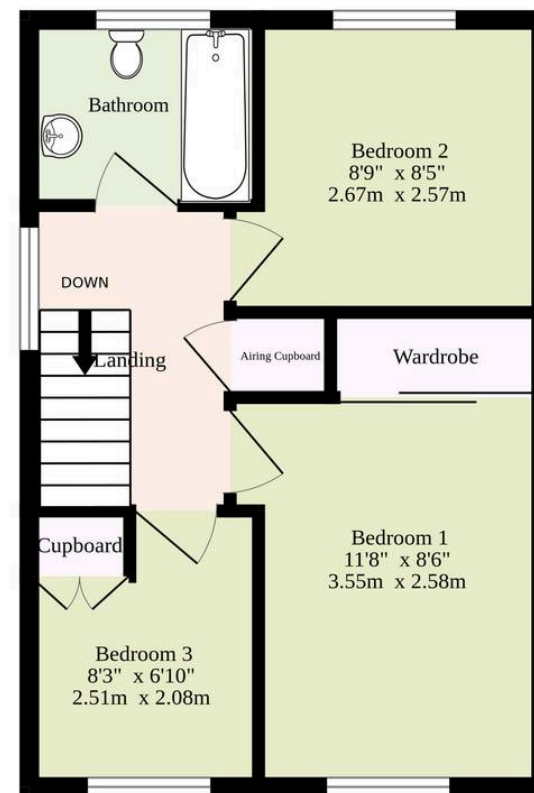 Bathroom
Bedroom 2
8'9" x 8'5"
2.67m x 2.57m
DOWN
Landing
Airing Cupboard
Wardrobe
Bedroom 1
11'8" x 8'6"
3.55m x 2.58m
Cupboard
Bedroom 3
8'3" x 6'10"
2.51m x 2.08m